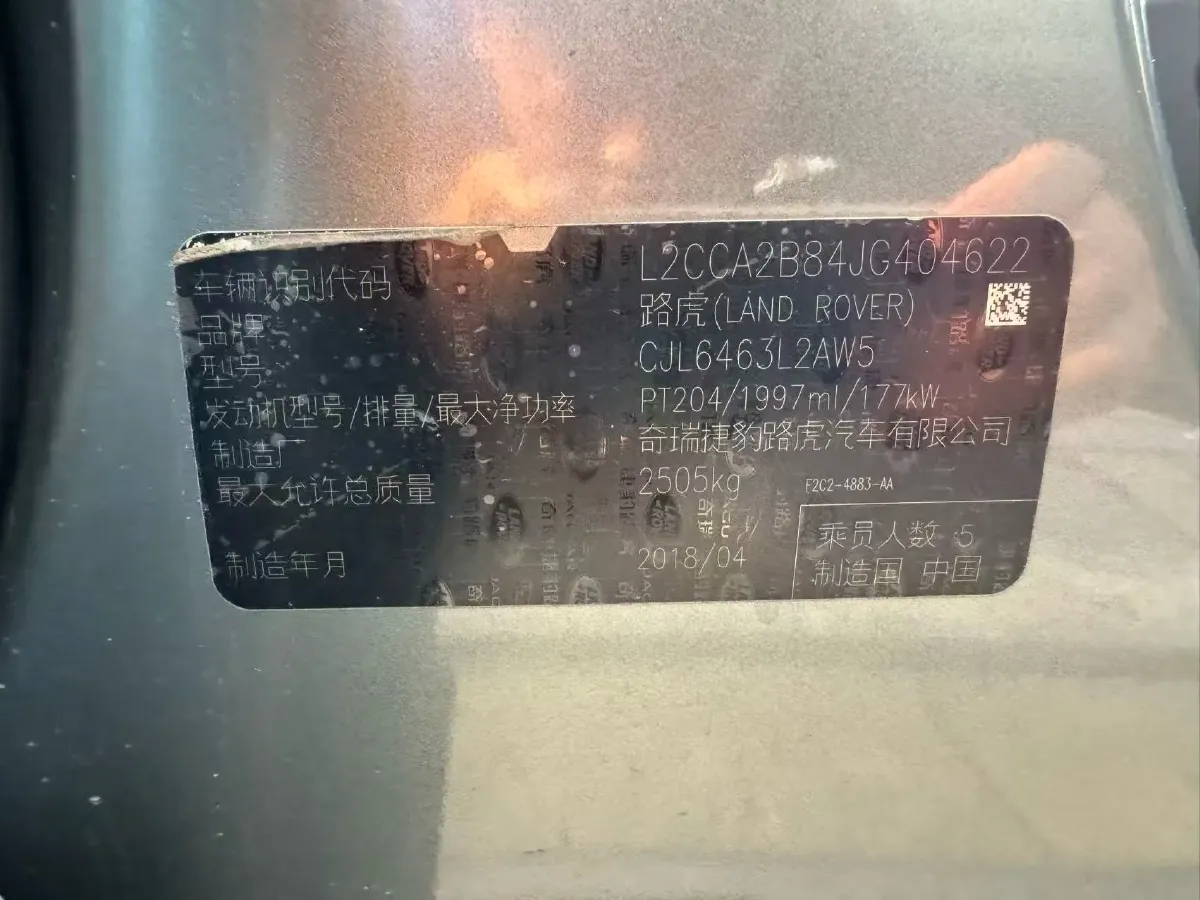 车辆识别代码 L2CCA2B84JG404622
品牌 路虎(LAND ROVER)
型号 CJL6463L2AW5
发动机型号/排量/最大净功率 PT204/1997ml/177kW
制造厂 奇瑞捷豹路虎汽车有限公司
最大允许总质量 2505kg
F2C2-4883-AA
制造年月 2018/04
乘员人数 5
制造国 中国